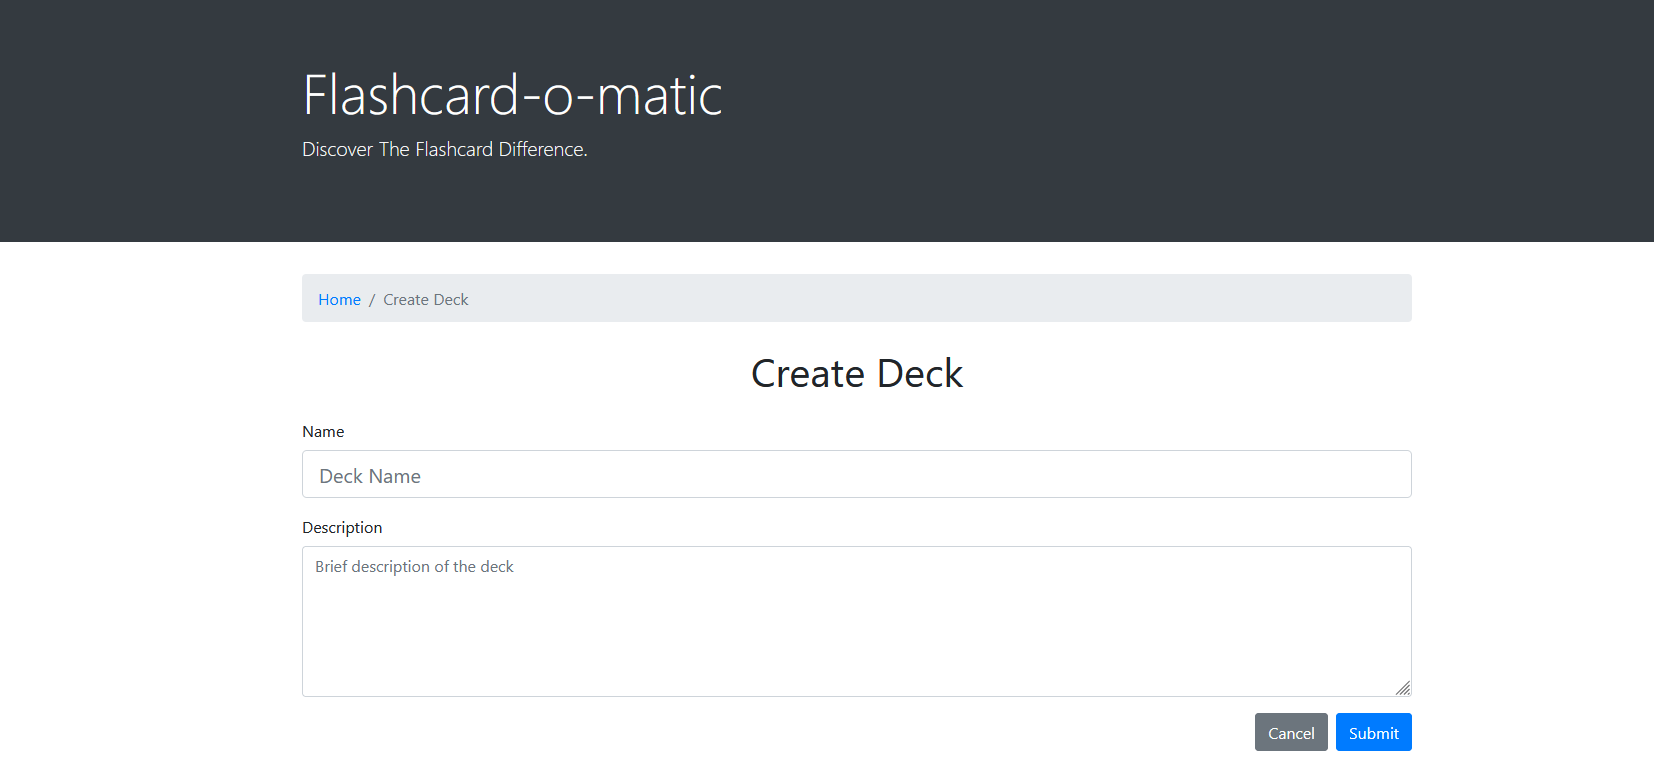 Flashcard-o-matic
Discover The Flashcard Difference.
Home / Create Deck
Create Deck
Name
Deck Name
Description
Brief description of the deck
Cancel Submit